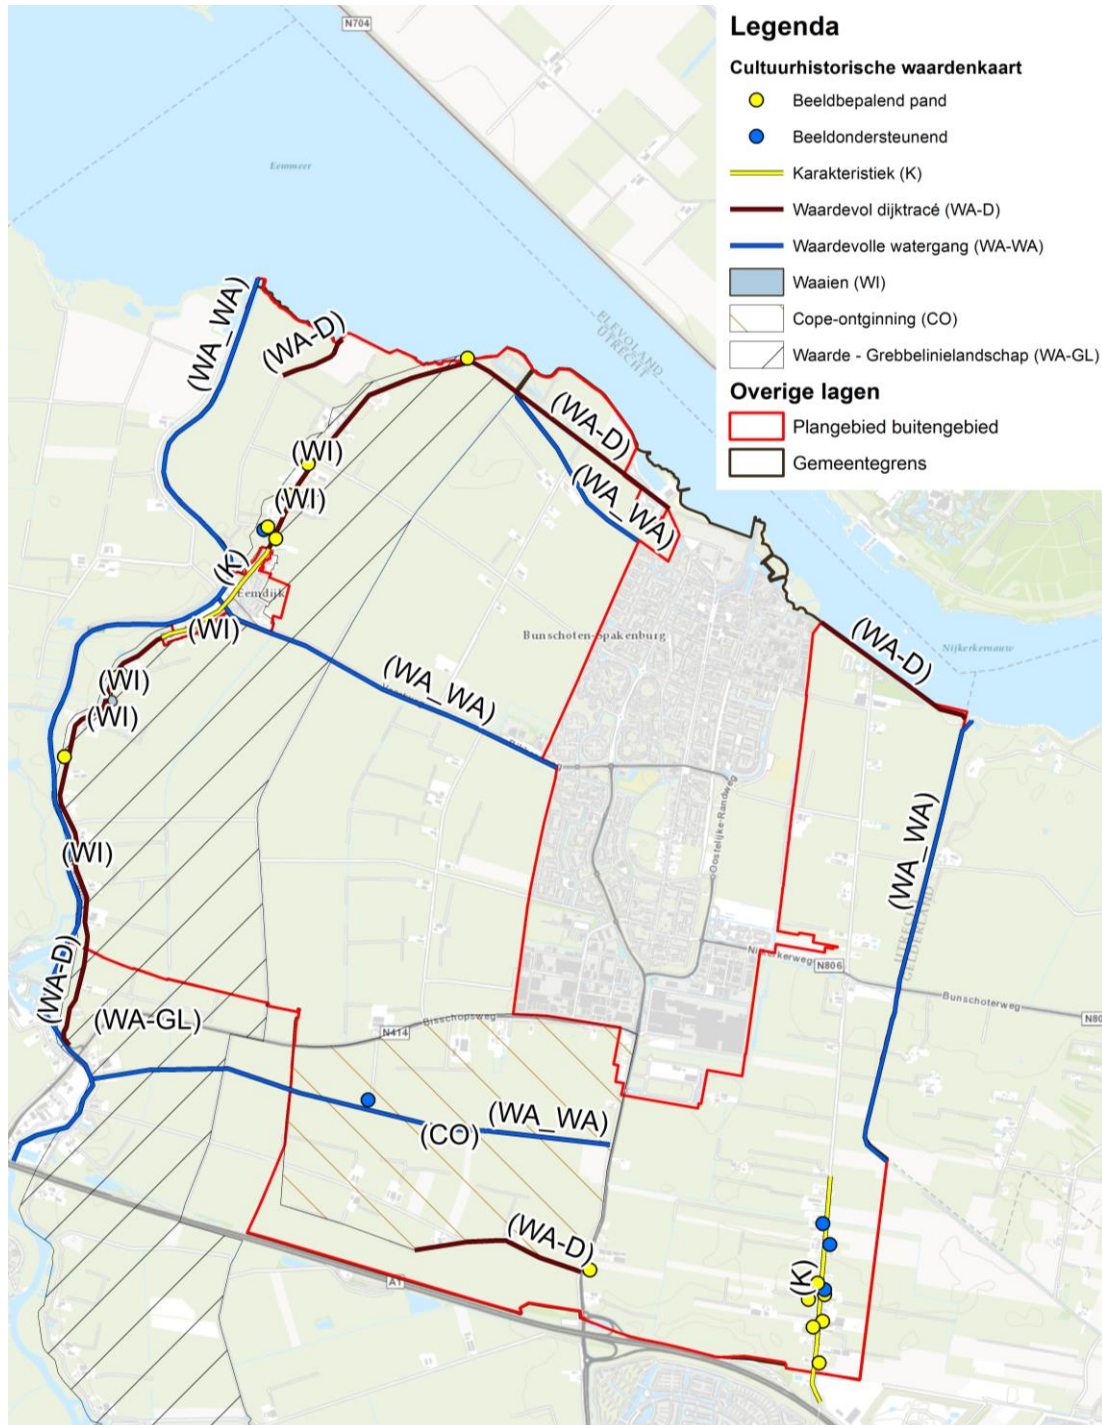 Legenda
Cultuurhistorische waardenkaart
Beeldbepalend pand
Beeldondersteunend
Karakteristiek (K)
Waardevol dijktracé (WA-D)
Waardevolle watergang (WA-WA)
Waaien (WI)
Cope-ontginning (CO)
Waarde - Grebbelinielandschap (WA-GL)
Overige lagen
Plangebied buitengebied
Gemeentegrens
N704
Eemmeer
FLEVOLAND
UTRECHT
(WA_WA)
(WA-D)
(WA-D)
(WI)
(WA_WA)
(WI)
(K)
Eemdijk
(WI)
Bunschoten-Spakenburg
(WA-D)
Nijkerkernauw
(WI)
(WA_WA)
(WI)
Oostelijke-Randweg
(WA_WA)
(WI)
UTRECHT
GELDERLAND
(WA-D)
N806
Bunschoterweg
(WA-GL)
Bisschopsweg
N414
(WA_WA)
(CO)
(WA-D)
(K)
A1